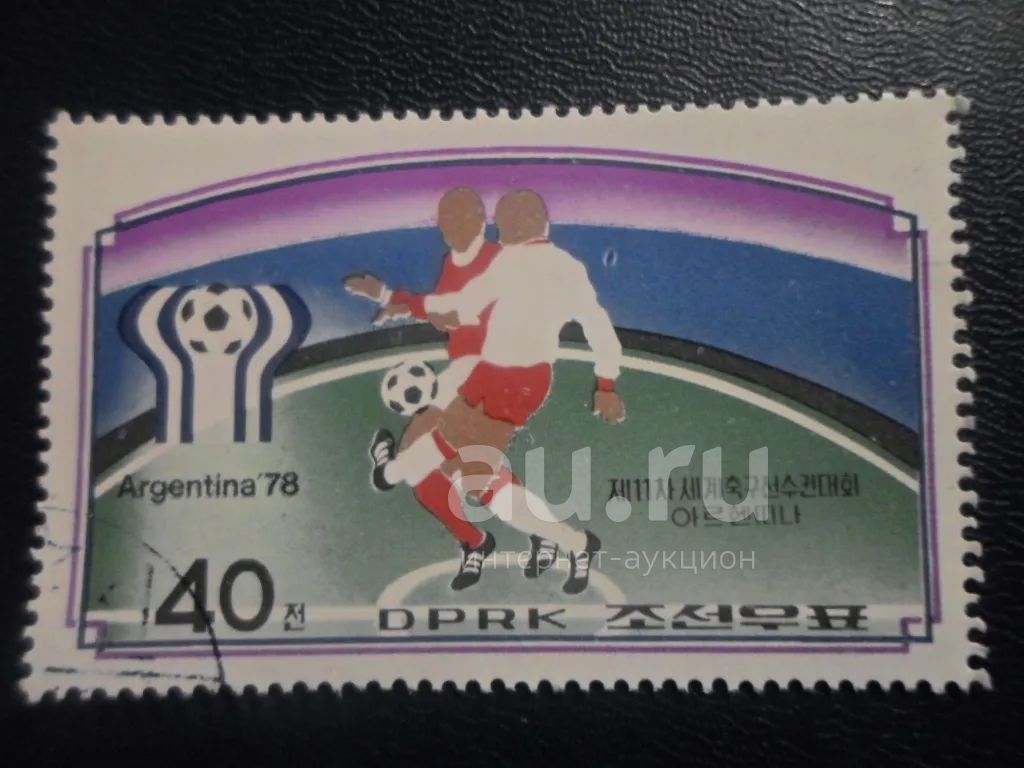 Argentina '78
제11차 세계축구선수권대회
아르헨띠나
40 전
DPRK 조선우표
au.ru
интернет-аукцион